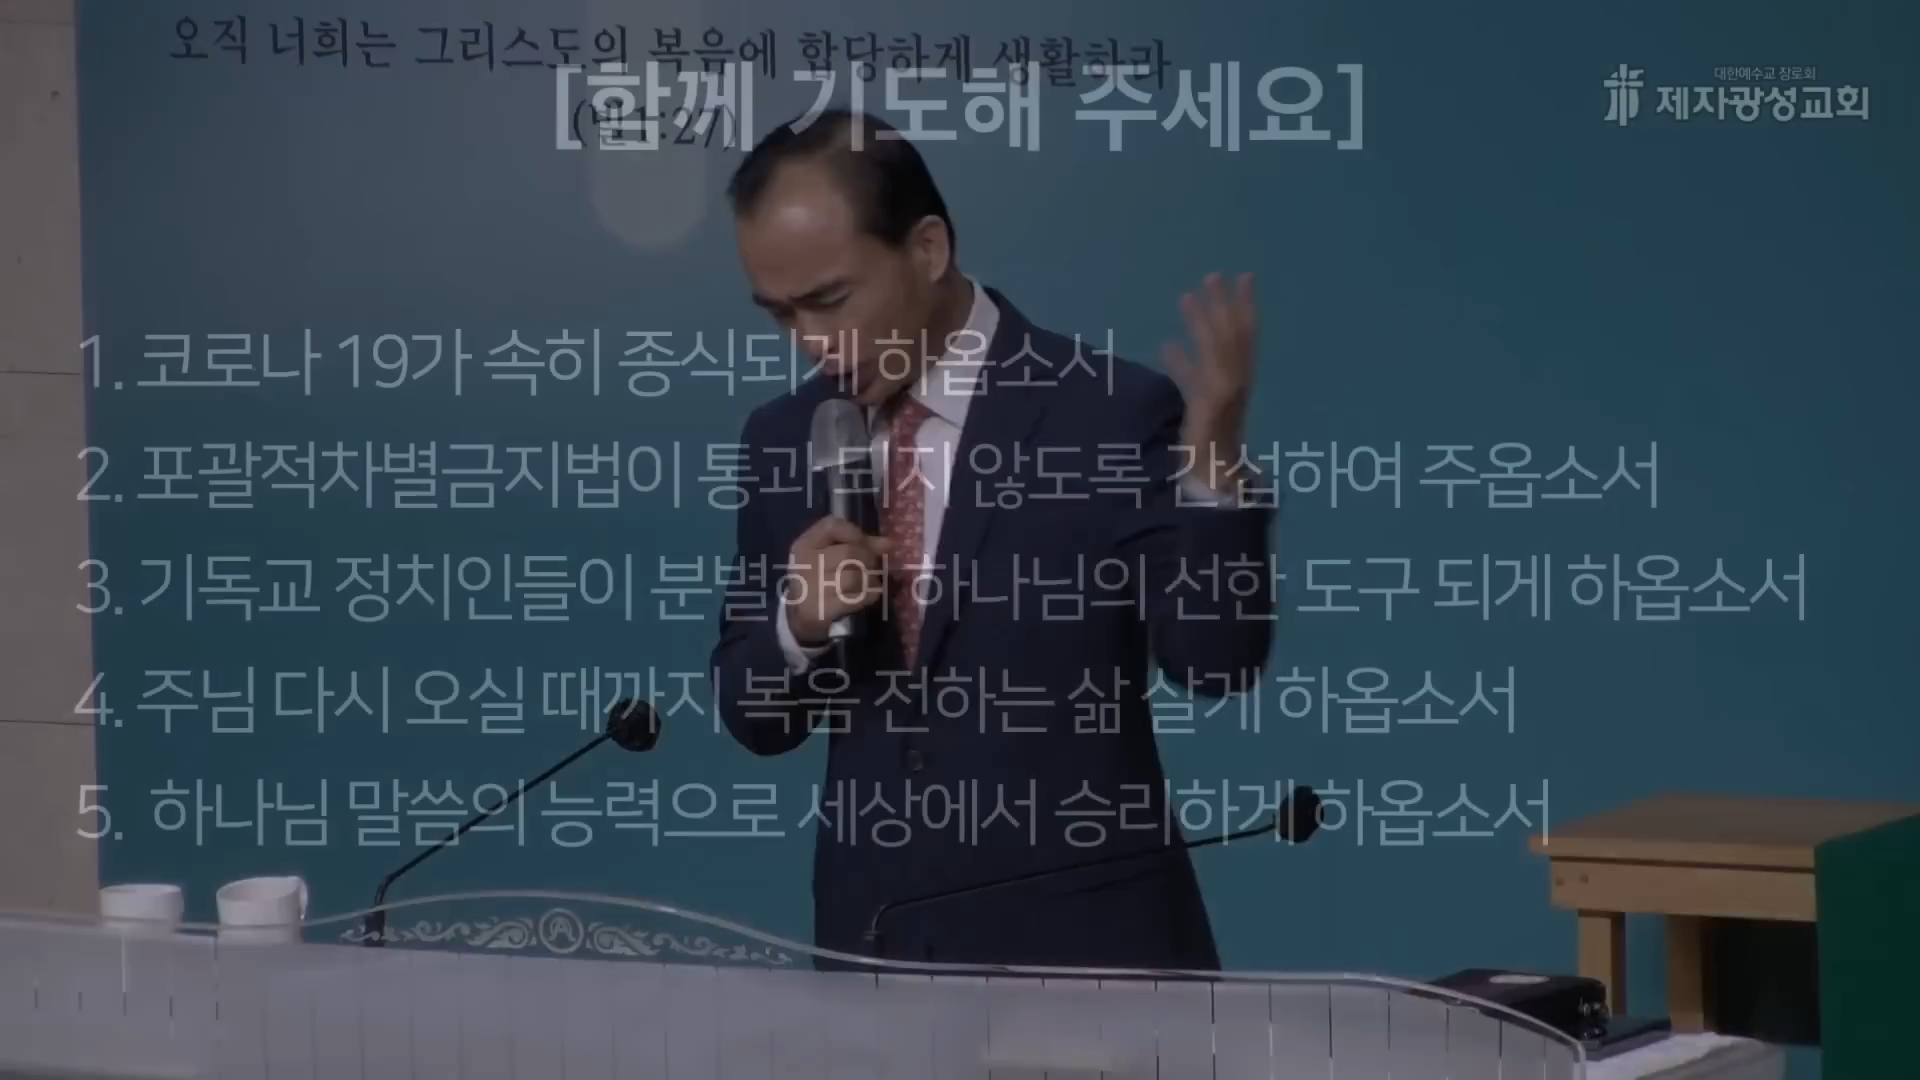 오직 너희는 그리스도의 복음에 합당하게 생활하라
(빌1:27)
[함께 기도해 주세요]
대한예수교 장로회
제자광성교회
1. 코로나 19가 속히 종식되게 하옵소서
2. 포괄적차별금지법이 통과 되지 않도록 간섭하여 주옵소서
3. 기독교 정치인들이 분별하여 하나님의 선한 도구 되게 하옵소서
4. 주님 다시 오실 때까지 복음 전하는 삶 살게 하옵소서
5. 하나님 말씀의 능력으로 세상에서 승리하게 하옵소서